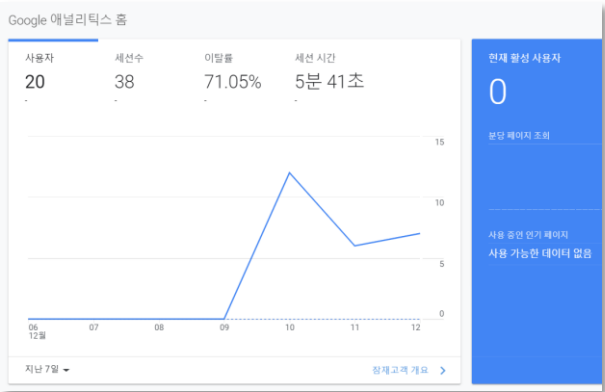 Google 애널리틱스 홈
사용자 세션수 이탈률 세션 시간
20 38 71.05% 5분 41초
- - - -
15
10
5
0
06 07 08 09 10 11 12
12월
지난 7일
잠재고객 개요
현재 활성 사용자
0
분당 페이지 조회
사용 중인 인기 페이지
사용 가능한 데이터 없음